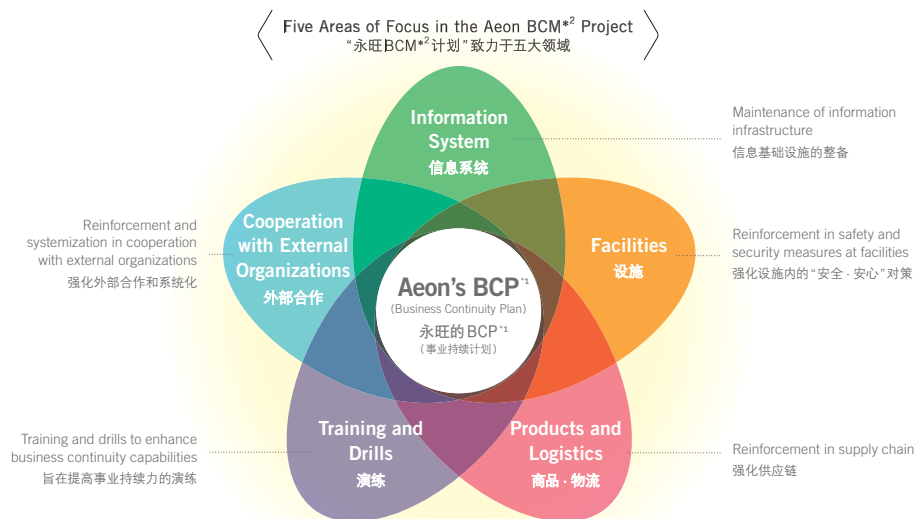 Five Areas of Focus in the Aeon BCM*2 Project
“永旺BCM*2计划”致力于五大领域
Information
System
信息系统
Maintenance of information
infrastructure
信息基础设施的整备
Cooperation
with External
Organizations
外部合作
Reinforcement and
systemization in cooperation
with external organizations
强化外部合作和系统化
Facilities
设施
Reinforcement in safety and
security measures at facilities
强化设施内的“安全 · 安心”对策
Aeon's BCP*1
(Business Continuity Plan)
永旺的BCP*1
（事业持续计划）
Training and
Drills
演练
Training and drills to enhance
business continuity capabilities
旨在提高事业持续力的演练
Products and
Logistics
商品 · 物流
Reinforcement in supply chain
强化供应链